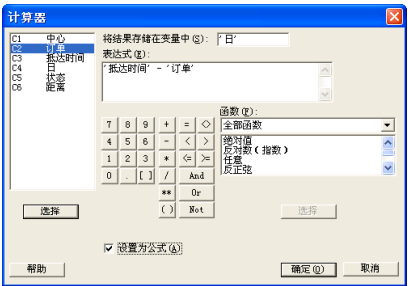 计算器
C1 中心
C2 订单
C3 抵达时间
C4 日
C5 状态
C6 距离
将结果存储在变量中(S): '日'
表达式(E):
'抵达时间' - '订单'
函数(F):
7 8 9 + = <> 全部函数
4 5 6 - < > 绝对值
反对数(指数)
1 2 3 * <= >= 任意
0 . [] / And 反正弦
** Or
选择 () Not 选择
设置为公式(A)
帮助 确定(O) 取消